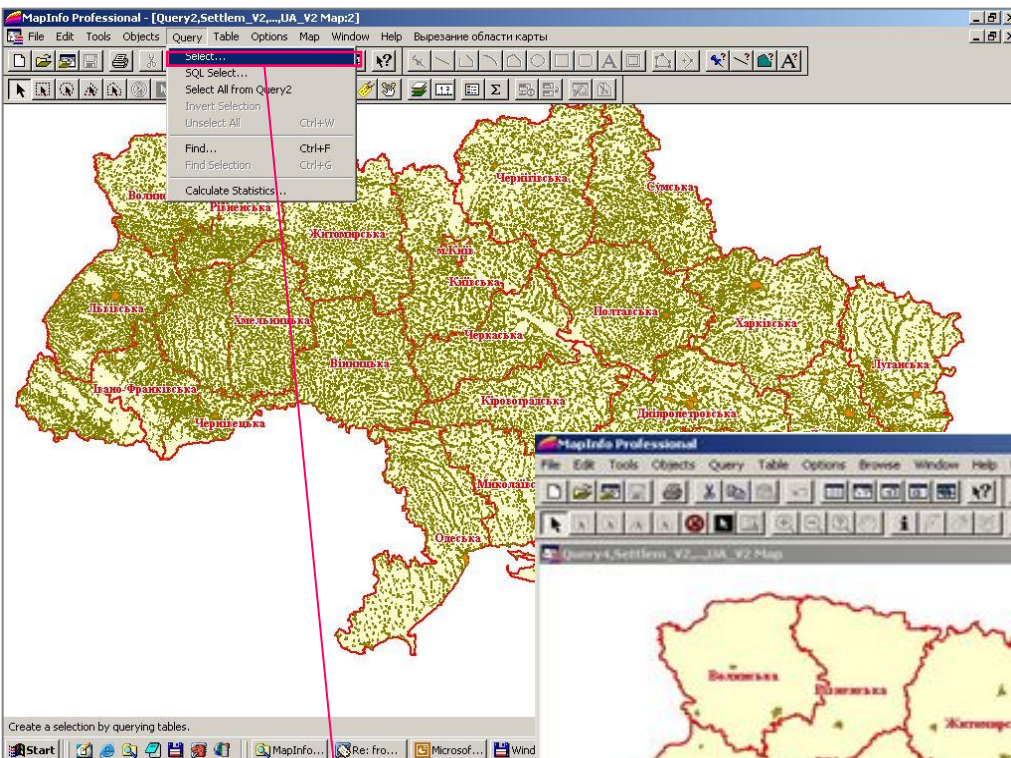 MapInfo Professional - [Query2,Settlem_V2,...,UA_V2 Map:2]
File Edit Tools Objects Query Table Options Map Window Help Вырезание области карты
Select...
SQL Select...
Select All from Query2
Invert Selection
Unselect All Ctrl+W
Find... Ctrl+F
Find Selection Ctrl+G
Calculate Statistics...
Рівненська
Чернігівська
Сумська
Житомирська
м.Київ
Київська
Львівська
Хмельницька
Полтавська
Харківська
Черкаська
Вінницька
Луганська
Івано-Франківська
Кіровоградська
Дніпропетровська
Чернівецька
Одеська
MapInfo Professional
File Edit Tools Objects Query Table Options Browse Window Help
Query4,Settlem_V2,...,UA_V2 Map
Волинська
Рівненська
Create a selection by querying tables.
Start MapInfo... Re: fro... Microsof... Wind